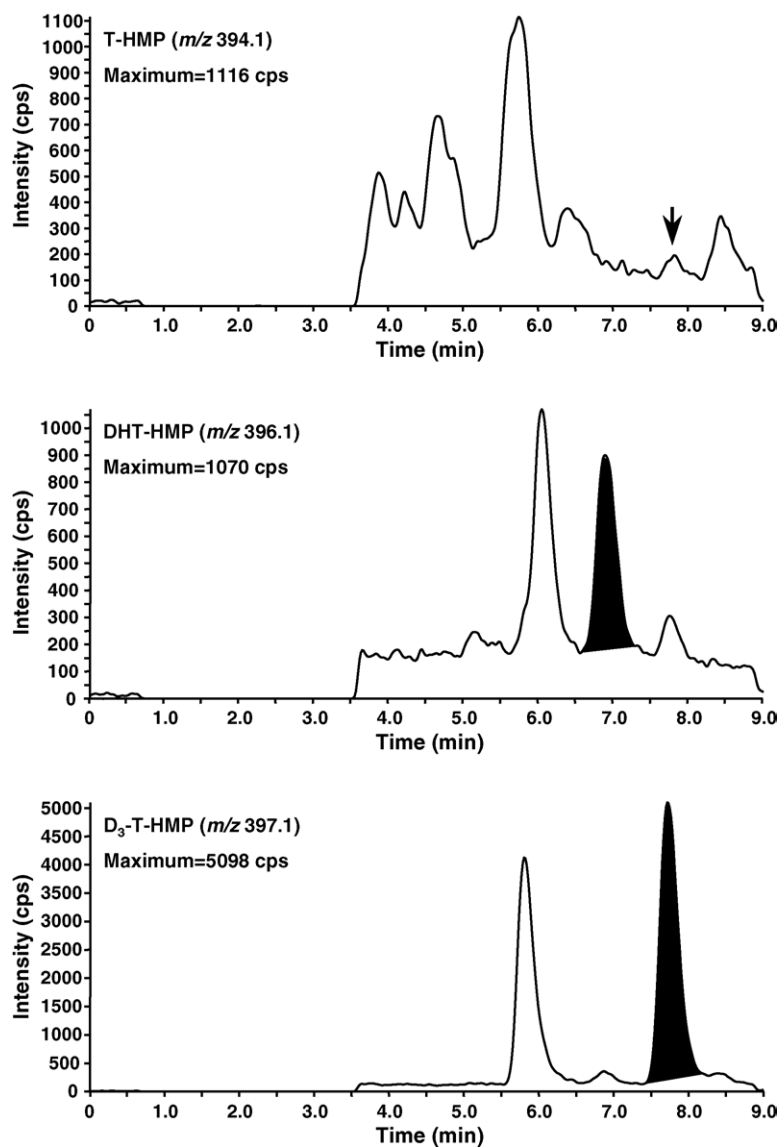 T-HMP (m/z 394.1)
Maximum=1116 cps
Intensity (cps)
1100
1000
900
800
700
600
500
400
300
200
100
0
0 1.0 2.0 3.0 4.0 5.0 6.0 7.0 8.0 9.0
Time (min)
DHT-HMP (m/z 396.1)
Maximum=1070 cps
Intensity (cps)
1000
900
800
700
600
500
400
300
200
100
0
0 1.0 2.0 3.0 4.0 5.0 6.0 7.0 8.0 9.0
Time (min)
D₃-T-HMP (m/z 397.1)
Maximum=5098 cps
Intensity (cps)
5000
4500
4000
3500
3000
2500
2000
1500
1000
500
0
0 1.0 2.0 3.0 4.0 5.0 6.0 7.0 8.0 9.0
Time (min)